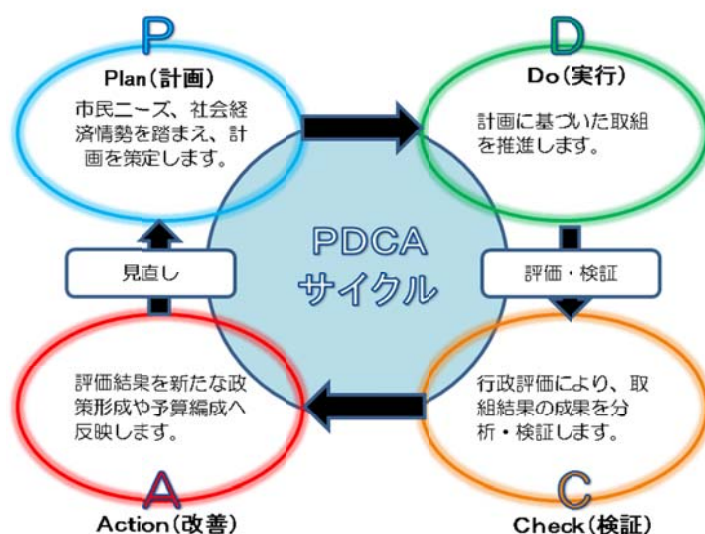 P
Plan(計画)
市民ニーズ、社会経
済情勢を踏まえ、計
画を策定します。
D
Do(実行)
計画に基づいた取組
を推進します。
PDCA
サイクル
見直し
評価・検証
評価結果を新たな政
策形成や予算編成へ
反映します。
A
Action(改善)
行政評価により、取
組結果の成果を分
析・検証します。
C
Check(検証)